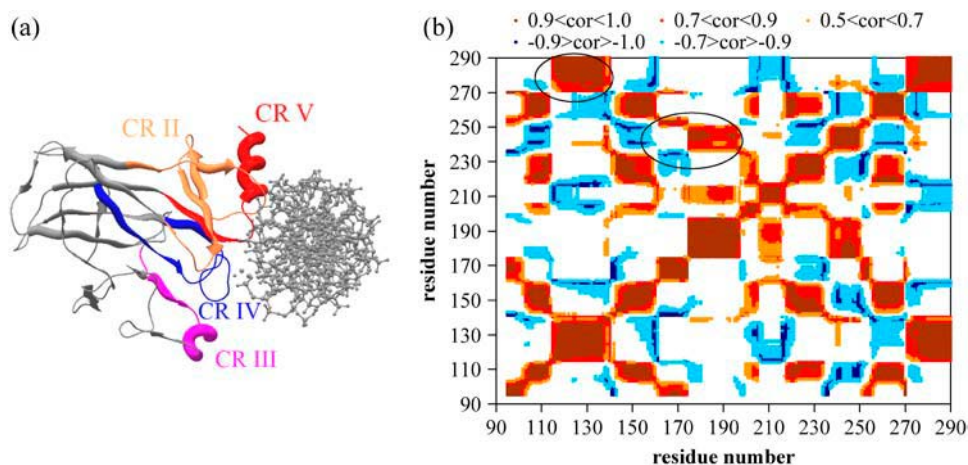 (a)
CR II
CR V
CR IV
CR III
(b)
0.9<cor<1.0 0.7<cor<0.9 0.5<cor<0.7
-0.9>cor>-1.0 -0.7>cor>-0.9
290
270
250
230
210
190
170
150
130
110
90
residue number
90 110 130 150 170 190 210 230 250 270 290
residue number